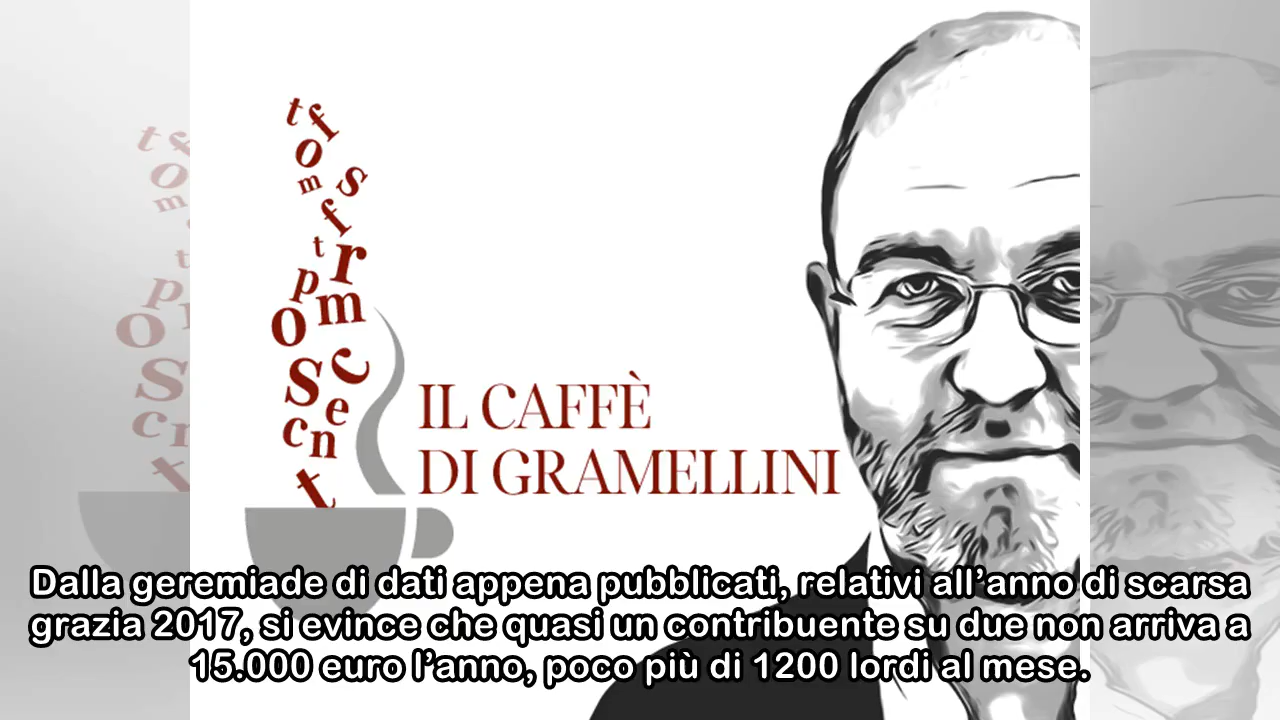 t f
o s
m f
t r
p m
o c
s e
c n
t
IL CAFFÈ
DI GRAMELLINI
Dalla geremiade di dati appena pubblicati, relativi all’anno di scarsa
grazia 2017, si evince che quasi un contribuente su due non arriva a
15.000 euro l’anno, poco più di 1200 lordi al mese.